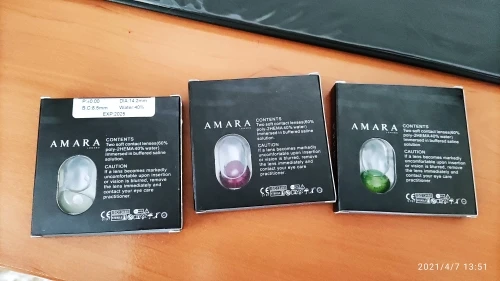 P:±0.00 DIA:14.2mm
B.C:8.6mm Water:40%
EXP:2025
AMARA
CONTENTS
Two soft contact lenses(60%
poly-2HEMA40% water)
immersed in buffered saline
solution.
CAUTION
If a lens becomes markedly
uncomfortable upon insertion
or vision is blurred, remove
the lens immediately and
contact your eye care
practitioner.
AMARA
CONTENTS
Two soft contact lenses(60%
poly-2HEMA40% water)
immersed in buffered saline
solution.
CAUTION
If a lens becomes markedly
uncomfortable upon insertion
or vision is blurred, remove
the lens immediately and
contact your eye care
practitioner.
AMARA
CONTENTS
Two soft contact lenses(60%
poly-2HEMA40% water)
immersed in buffered saline
solution.
CAUTION
If a lens becomes markedly
uncomfortable upon insertion
or vision is blurred, remove
the lens immediately and
contact your eye care
practitioner.
2021/4/7 13:51